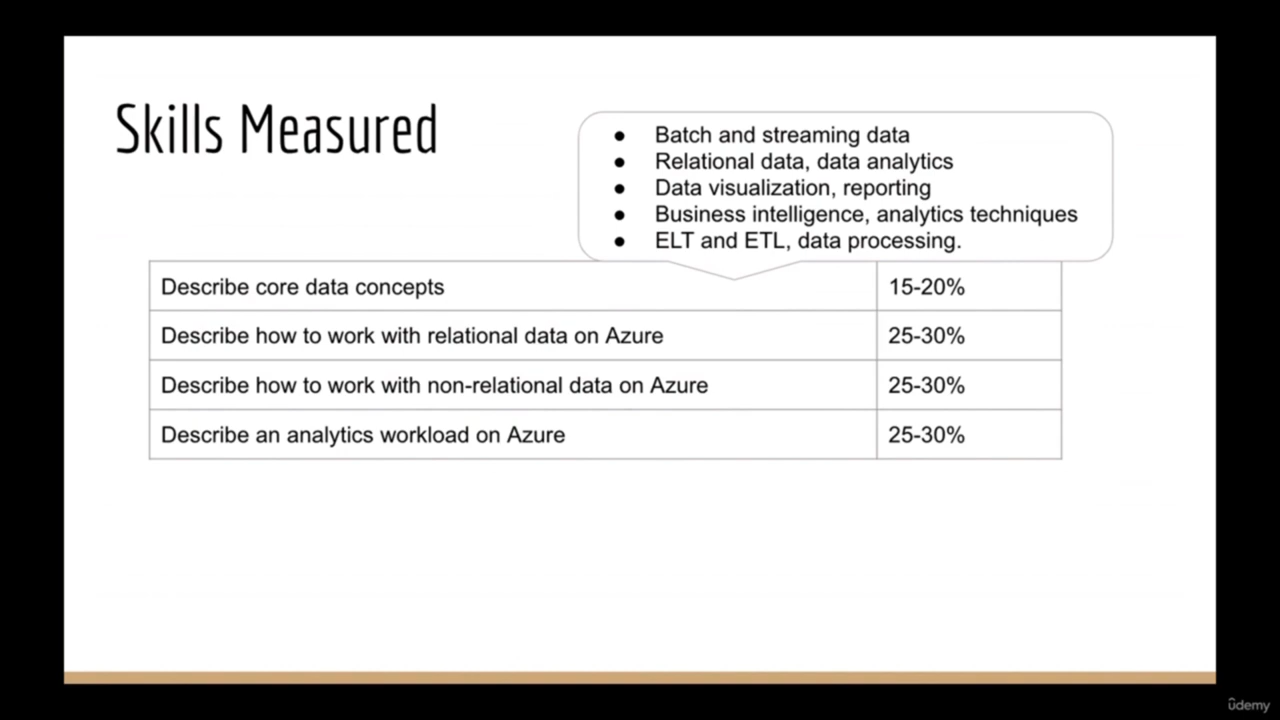 Skills Measured
● Batch and streaming data
● Relational data, data analytics
● Data visualization, reporting
● Business intelligence, analytics techniques
● ELT and ETL, data processing.
Describe core data concepts 15-20%
Describe how to work with relational data on Azure 25-30%
Describe how to work with non-relational data on Azure 25-30%
Describe an analytics workload on Azure 25-30%
ûdemy